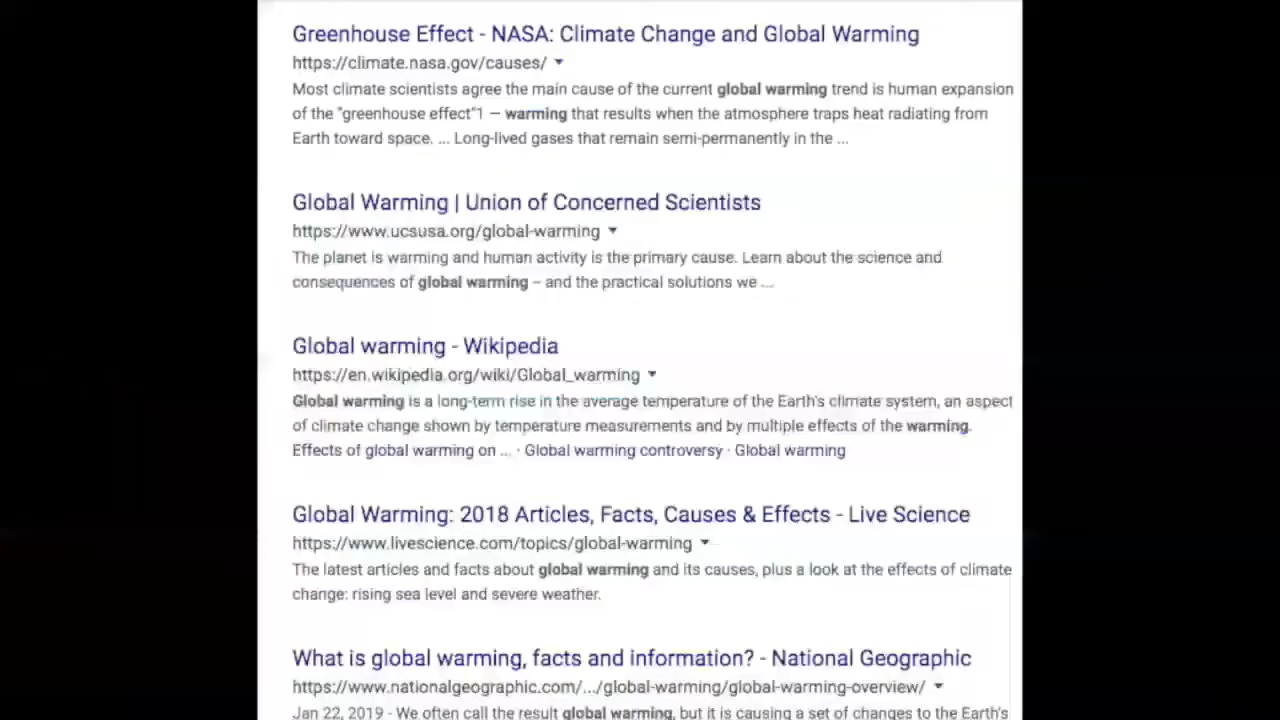 Greenhouse Effect - NASA: Climate Change and Global Warming
https://climate.nasa.gov/causes/
Most climate scientists agree the main cause of the current global warming trend is human expansion
of the "greenhouse effect"1 — warming that results when the atmosphere traps heat radiating from
Earth toward space. ... Long-lived gases that remain semi-permanently in the ...
Global Warming | Union of Concerned Scientists
https://www.ucsusa.org/global-warming
The planet is warming and human activity is the primary cause. Learn about the science and
consequences of global warming – and the practical solutions we ...
Global warming - Wikipedia
https://en.wikipedia.org/wiki/Global_warming
Global warming is a long-term rise in the average temperature of the Earth's climate system, an aspect
of climate change shown by temperature measurements and by multiple effects of the warming.
Effects of global warming on ... · Global warming controversy · Global warming
Global Warming: 2018 Articles, Facts, Causes & Effects - Live Science
https://www.livescience.com/topics/global-warming
The latest articles and facts about global warming and its causes, plus a look at the effects of climate
change: rising sea level and severe weather.
What is global warming, facts and information? - National Geographic
https://www.nationalgeographic.com/.../global-warming/global-warming-overview/
Jan 22, 2019 - We often call the result global warming, but it is causing a set of changes to the Earth's